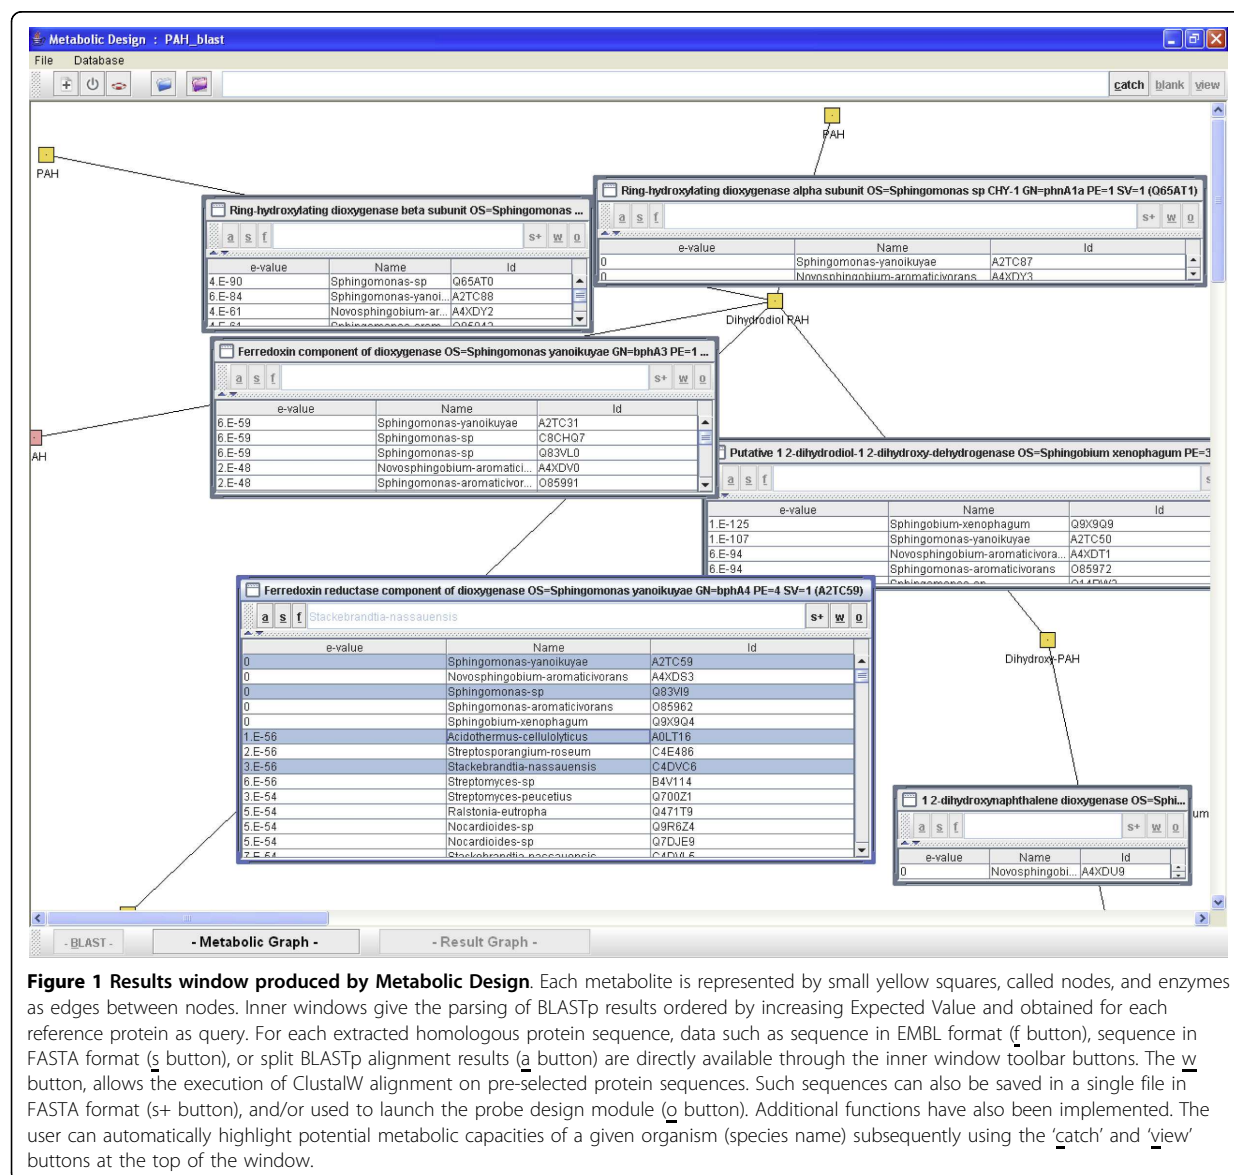 Metabolic Design : PAH_blast
File Database
catch blank view
PAH
PAH
Ring-hydroxylating dioxygenase beta subunit OS=Sphingomonas ...
a s f s+ w o
e-value Name Id
4.E-90 Sphingomonas-sp Q65AT0
6.E-84 Sphingomonas-yanoi... A2TC88
4.E-61 Novosphingobium-ar... A4XDY2
4.E-61 Sphingomonas-arom... O85942
Ring-hydroxylating dioxygenase alpha subunit OS=Sphingomonas sp CHY-1 GN=phnA1a PE=1 SV=1 (Q65AT1)
a s f s+ w o
e-value Name Id
0 Sphingomonas-yanoikuyae A2TC87
0 Novosphingobium-aromaticivorans A4XDY3
Dihydrodiol PAH
Ferredoxin component of dioxygenase OS=Sphingomonas yanoikuyae GN=bphA3 PE=1 ...
a s f s+ w o
e-value Name Id
6.E-59 Sphingomonas-yanoikuyae A2TC31
6.E-59 Sphingomonas-sp C8CHQ7
6.E-59 Sphingomonas-sp Q83VL0
2.E-48 Novosphingobium-aromatici... A4XDV0
2.E-48 Sphingomonas-aromaticivor... O85991
AH
Putative 1 2-dihydrodiol-1 2-dihydroxy-dehydrogenase OS=Sphingobium xenophagum PE=3
a s f s
e-value Name Id
1.E-125 Sphingobium-xenophagum Q9X9Q9
1.E-107 Sphingomonas-yanoikuyae A2TC50
6.E-94 Novosphingobium-aromaticivora... A4XDT1
6.E-94 Sphingomonas-aromaticivorans O85972
Sphingomonas-sp
Ferredoxin reductase component of dioxygenase OS=Sphingomonas yanoikuyae GN=bphA4 PE=4 SV=1 (A2TC59)
a s f Stackebrandtia-nassauensis s+ w o
e-value Name Id
0 Sphingomonas-yanoikuyae A2TC59
0 Novosphingobium-aromaticivorans A4XDS3
0 Sphingomonas-sp Q83VI9
0 Sphingomonas-aromaticivorans O85962
0 Sphingobium-xenophagum Q9X9Q4
1.E-56 Acidothermus-cellulolyticus A0LT16
2.E-56 Streptosporangium-roseum C4E486
3.E-56 Stackebrandtia-nassauensis C4DVC6
6.E-56 Streptomyces-sp B4V114
3.E-54 Streptomyces-peucetius Q700Z1
5.E-54 Ralstonia-eutropha Q471T9
5.E-54 Nocardioides-sp Q9R6Z4
5.E-54 Nocardioides-sp Q7DJE9
7.E-54 Stackebrandtia-nassauensis C4DVL5
Dihydroxy-PAH
1 2-dihydroxynaphthalene dioxygenase OS=Sphi...
um
a s f s+ w o
e-value Name Id
0 Novosphingobi... A4XDU9
- BLAST - - Metabolic Graph - - Result Graph -
Figure 1 Results window produced by Metabolic Design. Each metabolite is represented by small yellow squares, called nodes, and enzymes
as edges between nodes. Inner windows give the parsing of BLASTp results ordered by increasing Expected Value and obtained for each
reference protein as query. For each extracted homologous protein sequence, data such as sequence in EMBL format (f button), sequence in
FASTA format (s button), or split BLASTp alignment results (a button) are directly available through the inner window toolbar buttons. The w
button, allows the execution of ClustalW alignment on pre-selected protein sequences. Such sequences can also be saved in a single file in
FASTA format (s+ button), and/or used to launch the probe design module (o button). Additional functions have also been implemented. The
user can automatically highlight potential metabolic capacities of a given organism (species name) subsequently using the ‘catch’ and ‘view’
buttons at the top of the window.